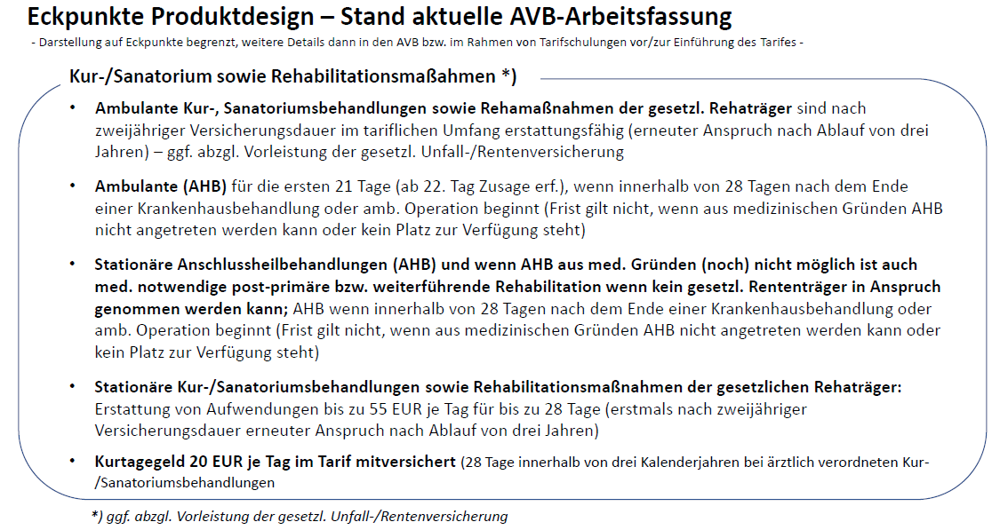 Eckpunkte Produktdesign – Stand aktuelle AVB-Arbeitsfassung
- Darstellung auf Eckpunkte begrenzt, weitere Details dann in den AVB bzw. im Rahmen von Tarifschulungen vor/zur Einführung des Tarifes -
Kur-/Sanatorium sowie Rehabilitationsmaßahmen *)
• Ambulante Kur-, Sanatoriumsbehandlungen sowie Rehamaßnahmen der gesetzl. Rehaträger sind nach
zweijähriger Versicherungsdauer im tariflichen Umfang erstattungsfähig (erneuter Anspruch nach Ablauf von drei
Jahren) – ggf. abzgl. Vorleistung der gesetzl. Unfall-/Rentenversicherung
• Ambulante (AHB) für die ersten 21 Tage (ab 22. Tag Zusage erf.), wenn innerhalb von 28 Tagen nach dem Ende
einer Krankenhausbehandlung oder amb. Operation beginnt (Frist gilt nicht, wenn aus medizinischen Gründen AHB
nicht angetreten werden kann oder kein Platz zur Verfügung steht)
• Stationäre Anschlussheilbehandlungen (AHB) und wenn AHB aus med. Gründen (noch) nicht möglich ist auch
med. notwendige post-primäre bzw. weiterführende Rehabilitation wenn kein gesetzl. Rententräger in Anspruch
genommen werden kann; AHB wenn innerhalb von 28 Tagen nach dem Ende einer Krankenhausbehandlung oder
amb. Operation beginnt (Frist gilt nicht, wenn aus medizinischen Gründen AHB nicht angetreten werden kann oder
kein Platz zur Verfügung steht)
• Stationäre Kur-/Sanatoriumsbehandlungen sowie Rehabilitationsmaßnahmen der gesetzlichen Rehaträger:
Erstattung von Aufwendungen bis zu 55 EUR je Tag für bis zu 28 Tage (erstmals nach zweijähriger
Versicherungsdauer erneuter Anspruch nach Ablauf von drei Jahren)
• Kurtagegeld 20 EUR je Tag im Tarif mitversichert (28 Tage innerhalb von drei Kalenderjahren bei ärztlich verordneten Kur-
/Sanatoriumsbehandlungen
*) ggf. abzgl. Vorleistung der gesetzl. Unfall-/Rentenversicherung